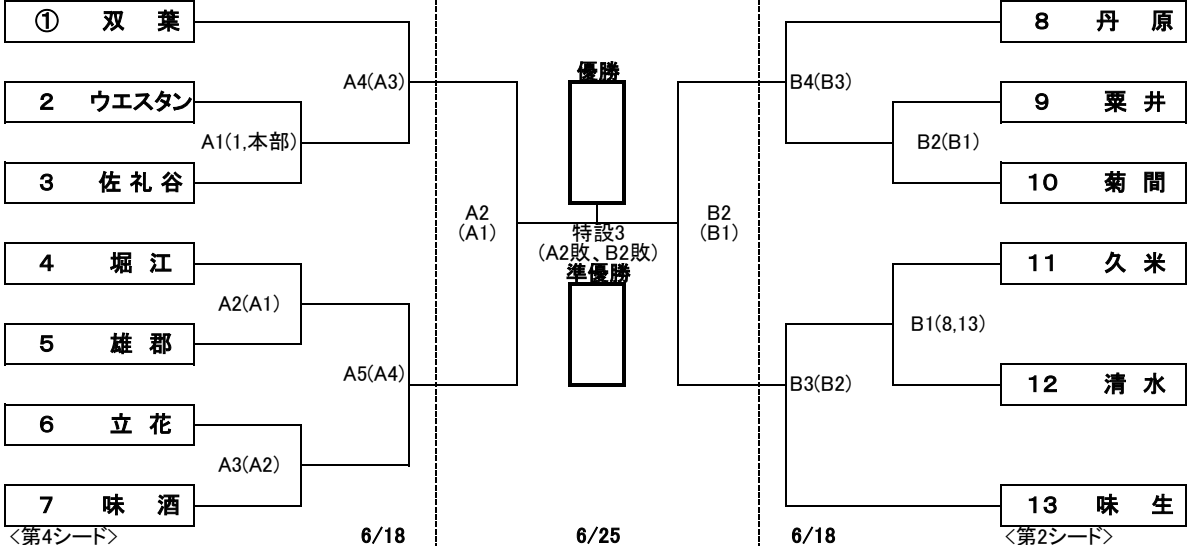 ① 双 葉
2 ウエスタン
3 佐 礼 谷
4 堀 江
5 雄 郡
6 立 花
7 味 酒
<第4シード>
A1(1,本部)
A2(A1)
A3(A2)
A4(A3)
A5(A4)
6/18
A2
(A1)
優勝
特設3
(A2敗、B2敗)
準優勝
6/25
B2
(B1)
B4(B3)
B3(B2)
6/18
B2(B1)
B1(8,13)
8 丹 原
9 粟 井
10 菊 間
11 久 米
12 清 水
13 味 生
<第2シード>